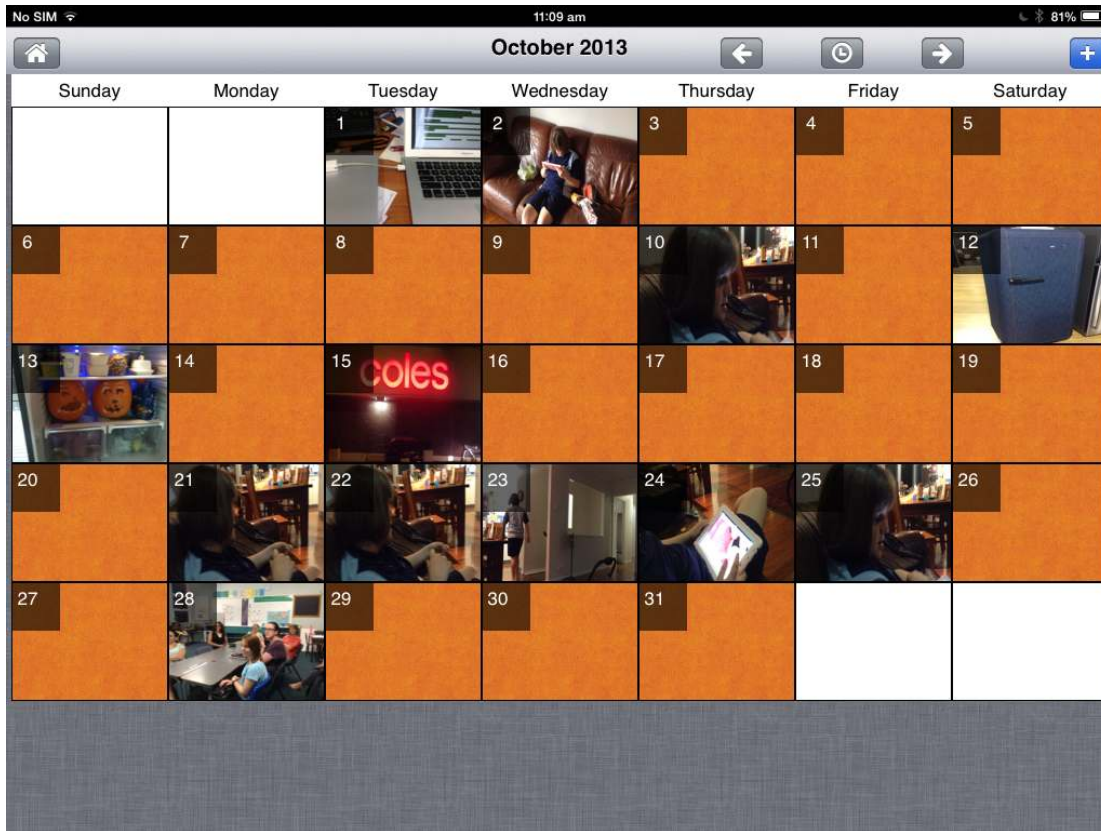 No SIM 11:09 am 81%
October 2013
Sunday Monday Tuesday Wednesday Thursday Friday Saturday
1 2 3 4 5
6 7 8 9 10 11 12
13 14 15 coles 16 17 18 19
20 21 22 23 24 25 26
27 28 29 30 31